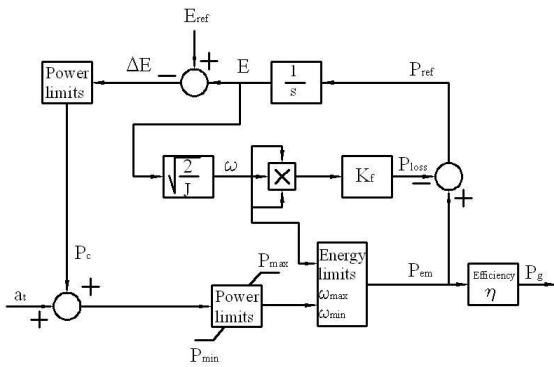 E_ref
+
−
ΔE
E
Power
limits
1
s
P_ref
√ 2
J
ω
×
K_f
P_loss
−
+
P_c
+
a_t
+
P_max
Power
limits
P_min
Energy
limits
ω_max
ω_min
P_em
Efficiency
η
P_g